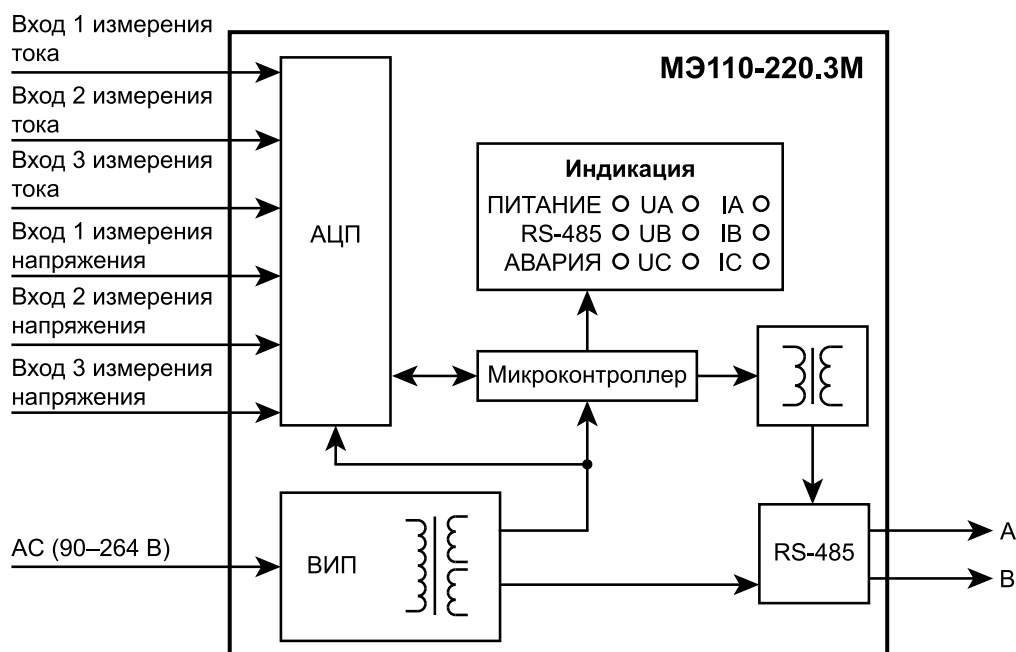 Вход 1 измерения
тока
Вход 2 измерения
тока
Вход 3 измерения
тока
Вход 1 измерения
напряжения
Вход 2 измерения
напряжения
Вход 3 измерения
напряжения
AC (90–264 В)
АЦП
МЭ110-220.3М
Индикация
ПИТАНИЕ UA IA
RS-485 UB IB
АВАРИЯ UC IC
Микроконтроллер
ВИП
RS-485
A
B